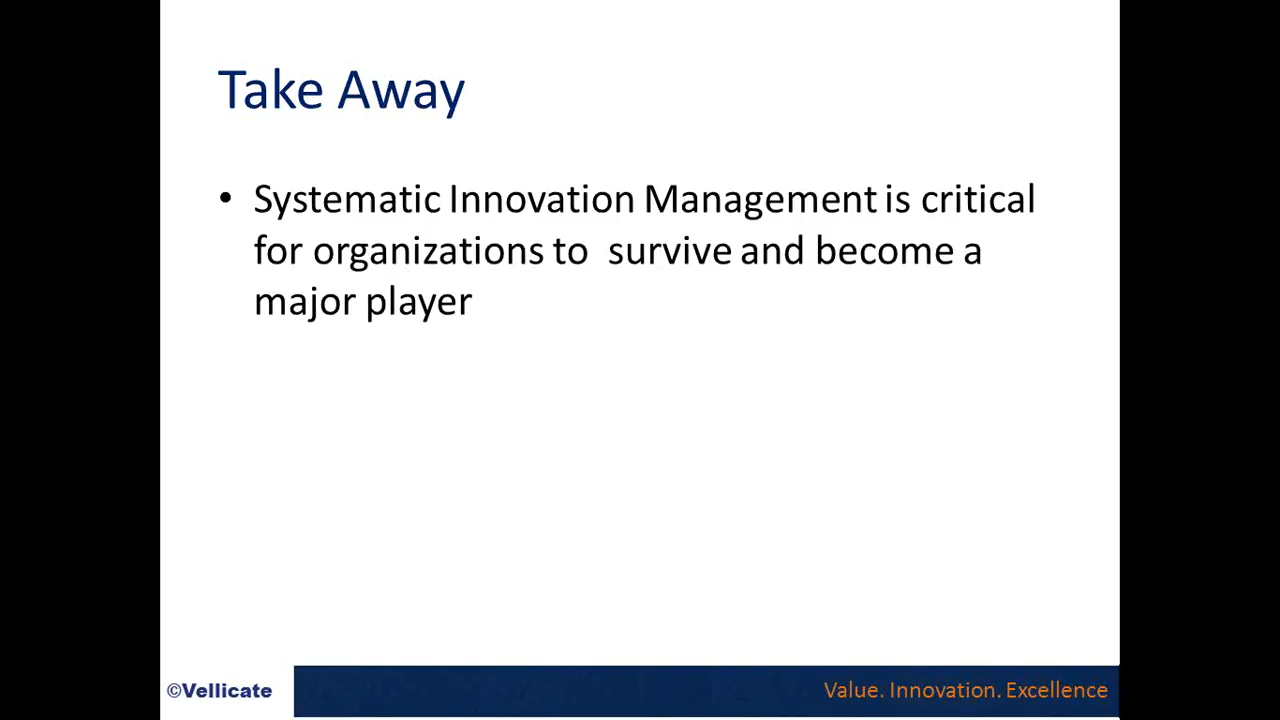 Take Away
• Systematic Innovation Management is critical
for organizations to  survive and become a
major player
©Vellicate
Value. Innovation. Excellence